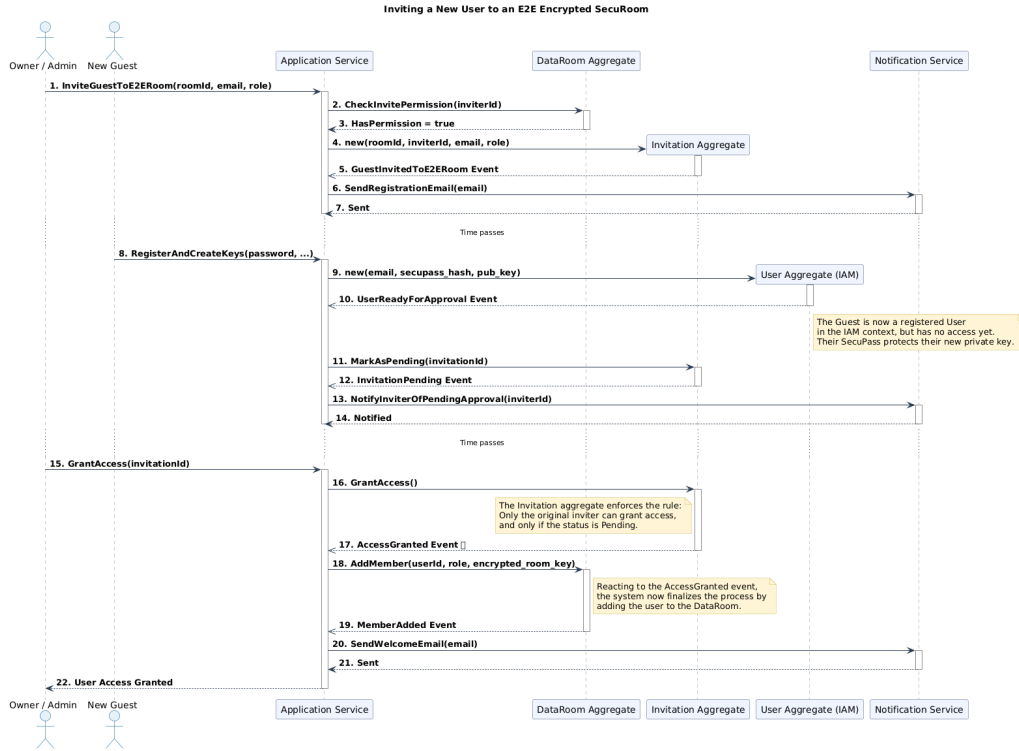 Inviting a New User to an E2E Encrypted SecuRoom
Owner / Admin
New Guest
Application Service
DataRoom Aggregate
Notification Service
1. InviteGuestToE2ERoom(roomId, email, role)
2. CheckInvitePermission(inviterId)
3. HasPermission = true
4. new(roomId, inviterId, email, role)
Invitation Aggregate
5. GuestInvitedToE2ERoom Event
6. SendRegistrationEmail(email)
7. Sent
Time passes
8. RegisterAndCreateKeys(password, ...)
9. new(email, secupass_hash, pub_key)
User Aggregate (IAM)
10. UserReadyForApproval Event
The Guest is now a registered User
in the IAM context, but has no access yet.
Their SecuPass protects their new private key.
11. MarkAsPending(invitationId)
12. InvitationPending Event
13. NotifyInviterOfPendingApproval(inviterId)
14. Notified
Time passes
15. GrantAccess(invitationId)
16. GrantAccess()
The Invitation aggregate enforces the rule:
Only the original inviter can grant access,
and only if the status is Pending.
17. AccessGranted Event
18. AddMember(userId, role, encrypted_room_key)
Reacting to the AccessGranted event,
the system now finalizes the process by
adding the user to the DataRoom.
19. MemberAdded Event
20. SendWelcomeEmail(email)
21. Sent
22. User Access Granted
Owner / Admin
New Guest
Application Service
DataRoom Aggregate
Invitation Aggregate
User Aggregate (IAM)
Notification Service